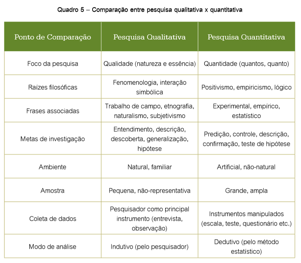 Quadro 5 – Comparação entre pesquisa qualitativa x quantitativa
Ponto de Comparação
Pesquisa Qualitativa
Pesquisa Quantitativa
Foco da pesquisa
Qualidade (natureza e essência)
Quantidade (quantos, quanto)
Raízes filosóficas
Fenomenologia, interação
simbólica
Positivismo, empiricismo, lógico
Frases associadas
Trabalho de campo, etnografia,
naturalismo, subjetivismo
Experimental, empírico,
estatístico
Metas de investigação
Entendimento, descrição,
descoberta, generalização,
hipótese
Predição, controle, descrição,
confirmação, teste de hipótese
Ambiente
Natural, familiar
Artificial, não-natural
Amostra
Pequena, não-representativa
Grande, ampla
Coleta de dados
Pesquisador como principal
instrumento (entrevista,
observação)
Instrumentos manipulados
(escala, teste, questionário etc.)
Modo de análise
Indutivo (pelo pesquisador)
Dedutivo (pelo método
estatístico)